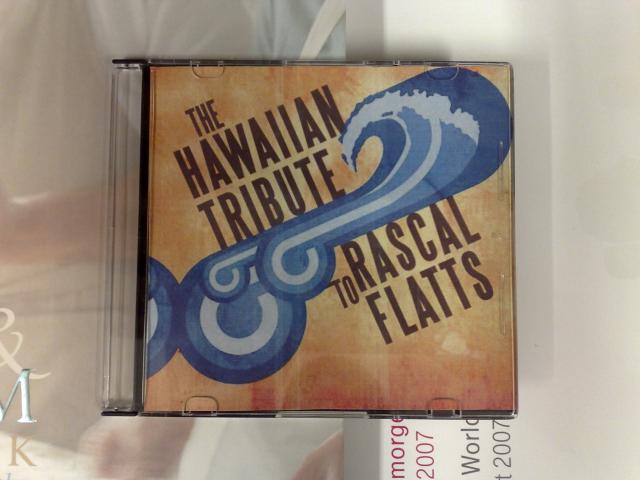 THE
HAWAIIAN
TRIBUTE
TO RASCAL
FLATTS
&
M
K
morge
2007
World
t 2007